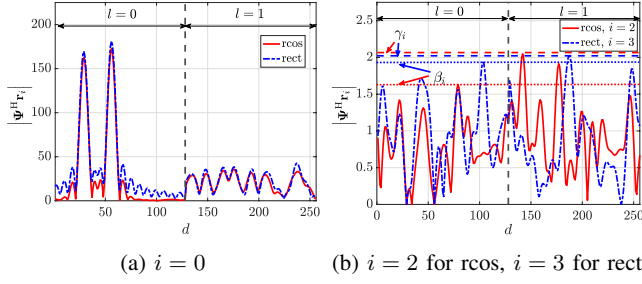 l = 0
l = 1
200
150
100
50
0
|Ψ^H r_i|
rcos
rect
50
100
150
200
250
d
(a) i = 0
l = 0
l = 1
2.5
2
1.5
1
0.5
0
|Ψ^H r_i|
γ_i
β_i
rcos, i = 2
rect, i = 3
0
50
100
150
200
250
d
(b) i = 2 for rcos, i = 3 for rect